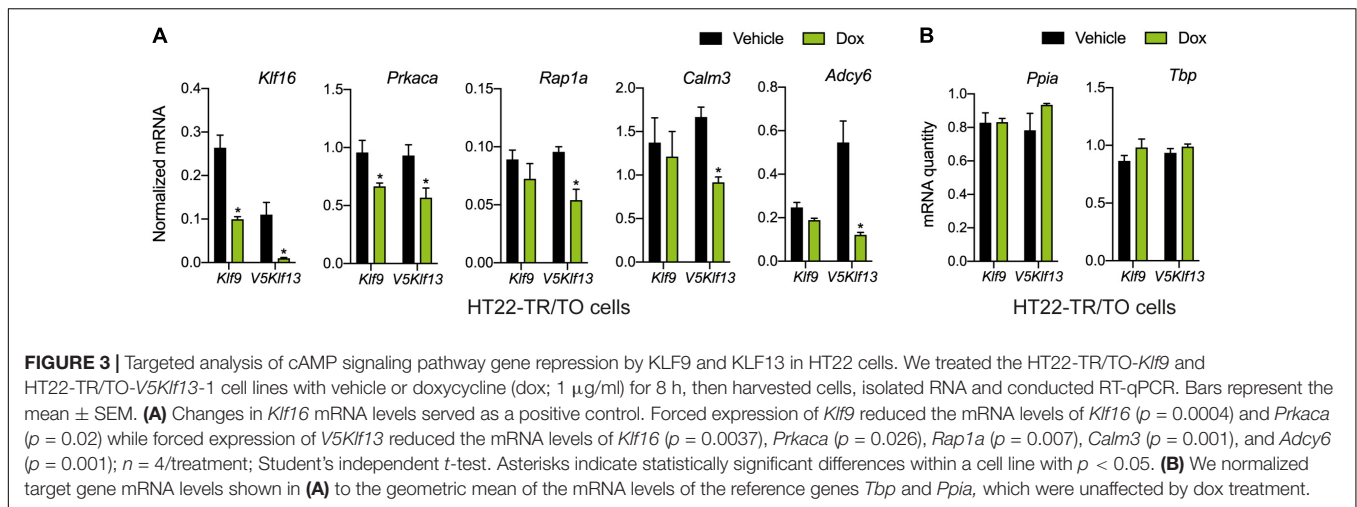 A
Vehicle Dox
B
Vehicle Dox
Klf16 Prkaca Rap1a Calm3 Adcy6 Ppia Tbp
Normalized mRNA
0.4
0.3
0.2
0.1
0.0
Klf9 V5Klf13
1.5
1.0
0.5
0.0
Klf9 V5Klf13
0.15
0.10
0.05
0.00
Klf9 V5Klf13
2.0
1.5
1.0
0.5
0.0
Klf9 V5Klf13
0.8
0.6
0.4
0.2
0.0
Klf9 V5Klf13
mRNA quantity
1.0
0.8
0.6
0.4
0.2
0.0
Klf9 V5Klf13
1.5
1.0
0.5
0.0
Klf9 V5Klf13
* * * * * * *
HT22-TR/TO cells
HT22-TR/TO cells
FIGURE 3 | Targeted analysis of cAMP signaling pathway gene repression by KLF9 and KLF13 in HT22 cells. We treated the HT22-TR/TO-Klf9 and
HT22-TR/TO-V5Klf13-1 cell lines with vehicle or doxycycline (dox; 1 μg/ml) for 8 h, then harvested cells, isolated RNA and conducted RT-qPCR. Bars represent the
mean ± SEM. (A) Changes in Klf16 mRNA levels served as a positive control. Forced expression of Klf9 reduced the mRNA levels of Klf16 (p = 0.0004) and Prkaca
(p = 0.02) while forced expression of V5Klf13 reduced the mRNA levels of Klf16 (p = 0.0037), Prkaca (p = 0.026), Rap1a (p = 0.007), Calm3 (p = 0.001), and Adcy6
(p = 0.001); n = 4/treatment; Student's independent t-test. Asterisks indicate statistically significant differences within a cell line with p < 0.05. (B) We normalized
target gene mRNA levels shown in (A) to the geometric mean of the mRNA levels of the reference genes Tbp and Ppia, which were unaffected by dox treatment.